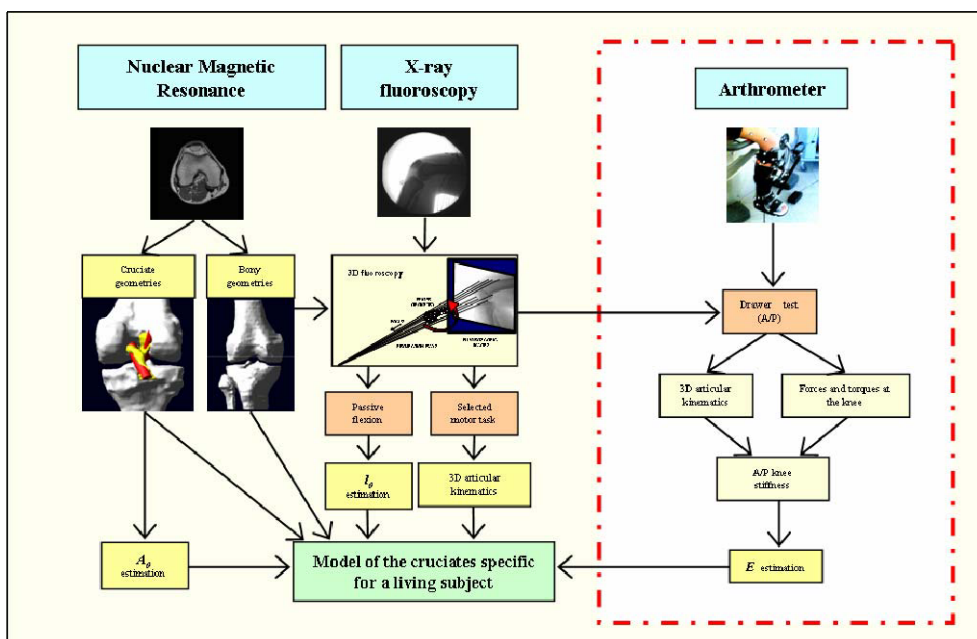 Nuclear Magnetic
Resonance
X-ray
fluoroscopy
Arthrometer
Cruciate
geometries
Bony
geometries
3D fluoroscopy
Drawer test
(A/P)
3D articular
kinematics
Forces and torques at
the knee
Passive
flexion
Selected
motor task
A/P knee
stiffness
l₀
estimation
3D articular
kinematics
A₀
estimation
Model of the cruciates specific
for a living subject
E estimation